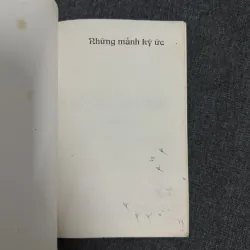 Những mảnh ký ức